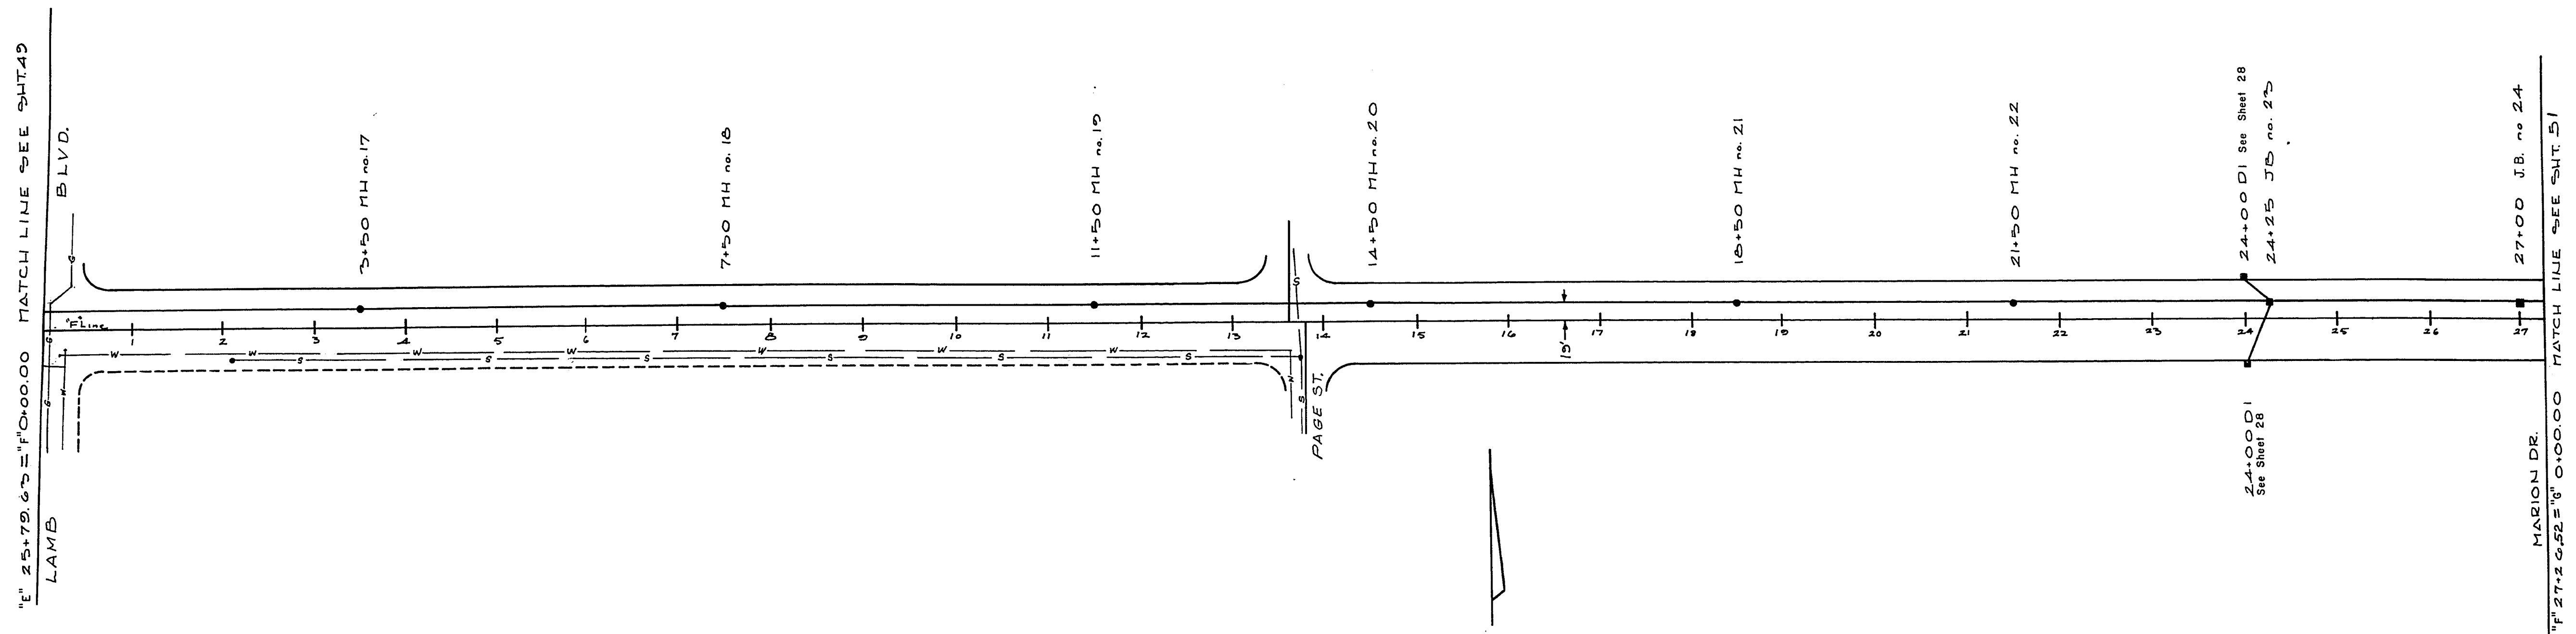 "E" 25+79.63="F"0+00.00 MATCH LINE SEE SHT.49
LAMB BLVD.
3+50 MH no.17
7+50 MH no. 18
11+50 MH no.19
14+50 MH no. 20
18+50 MH no. 21
21+50 MH no. 22
24+00 DI See Sheet 28
24+25 JB no. 23
27+00 J.B. no 24
"F" 27+26.52="G" 0+00.00 MATCH LINE SEE SHT. 51
G
S
"F" Line
1 2 3 4 5 6 7 8 9 10 11 12 13 14 15 16 17 18 19 20 21 22 23 24 25 26 27
19'
G
W W W W W W W
S S S S S S
G W W S
PAGE ST.
24+00 DI
See Sheet 28
MARION DR.